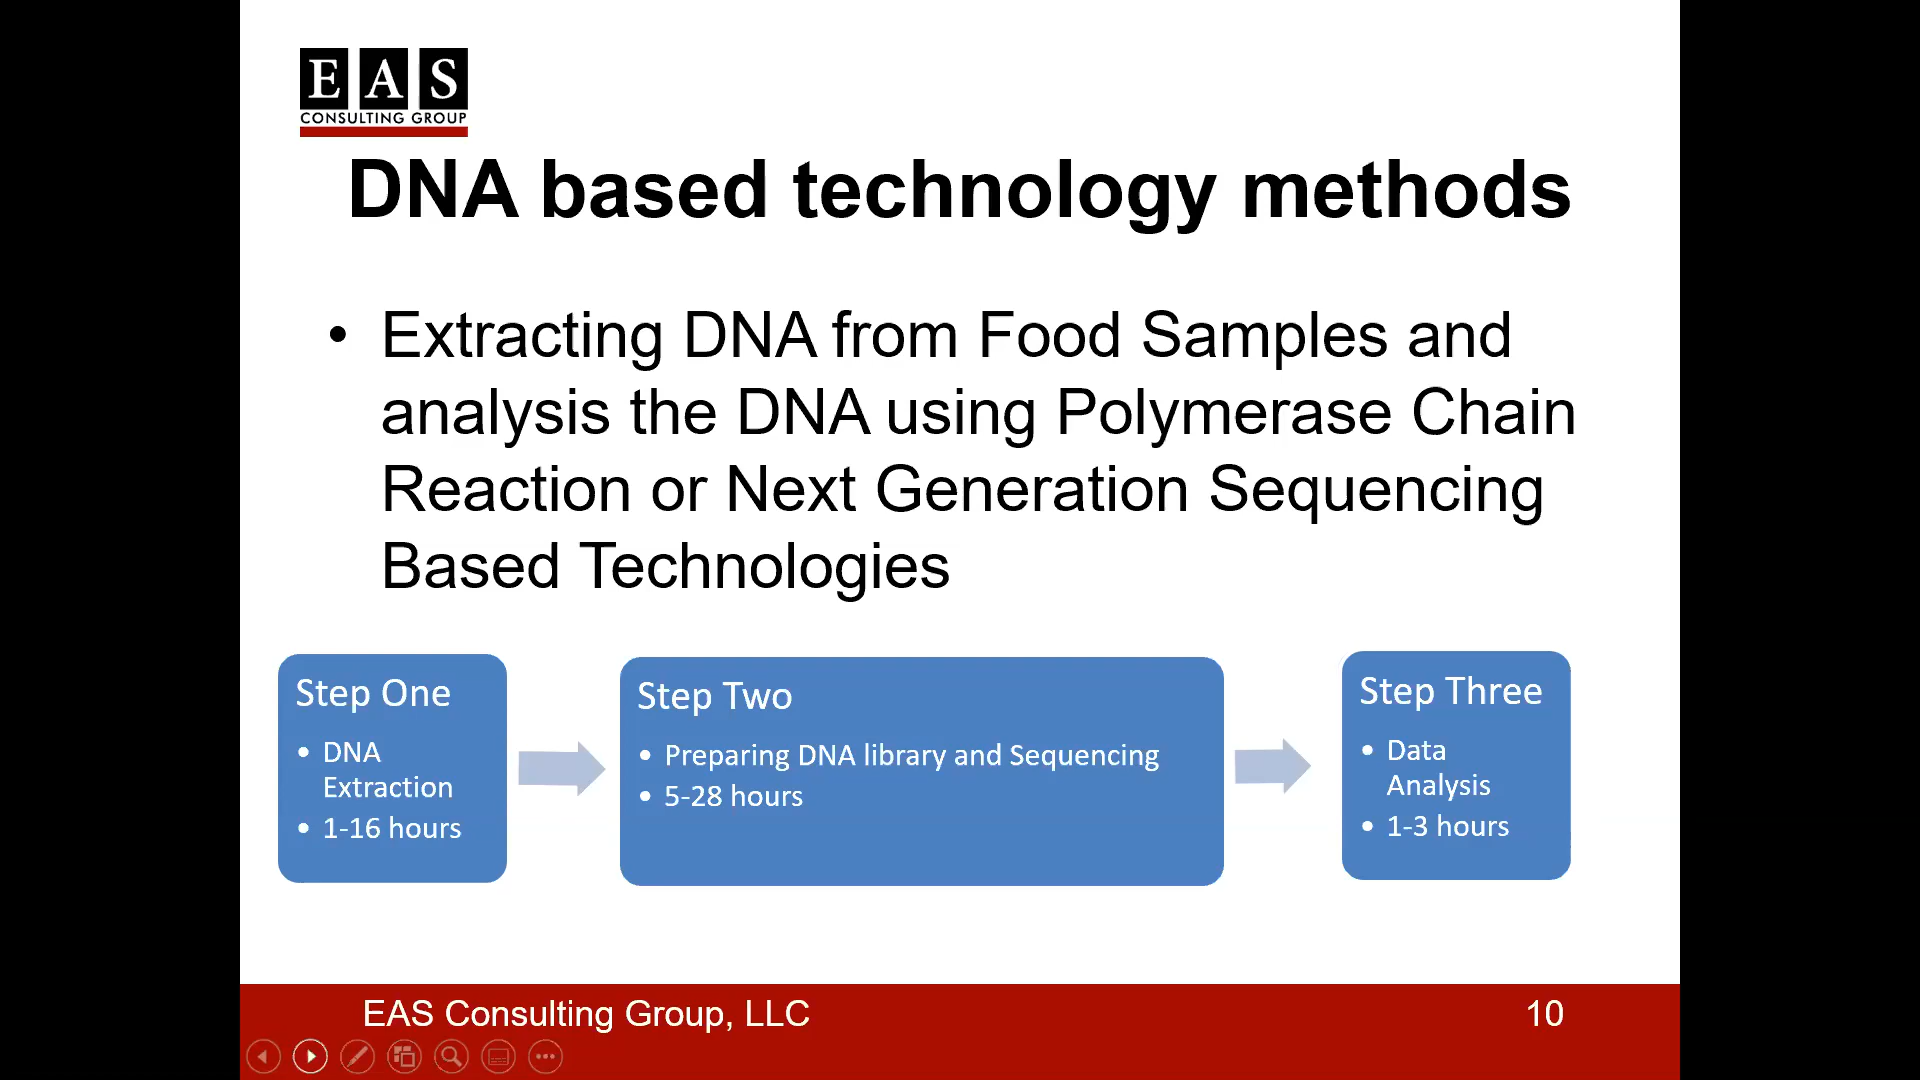 EAS
CONSULTING GROUP
DNA based technology methods
• Extracting DNA from Food Samples and
analysis the DNA using Polymerase Chain
Reaction or Next Generation Sequencing
Based Technologies
Step One
• DNA
Extraction
• 1-16 hours
Step Two
• Preparing DNA library and Sequencing
• 5-28 hours
Step Three
• Data
Analysis
• 1-3 hours
EAS Consulting Group, LLC
10